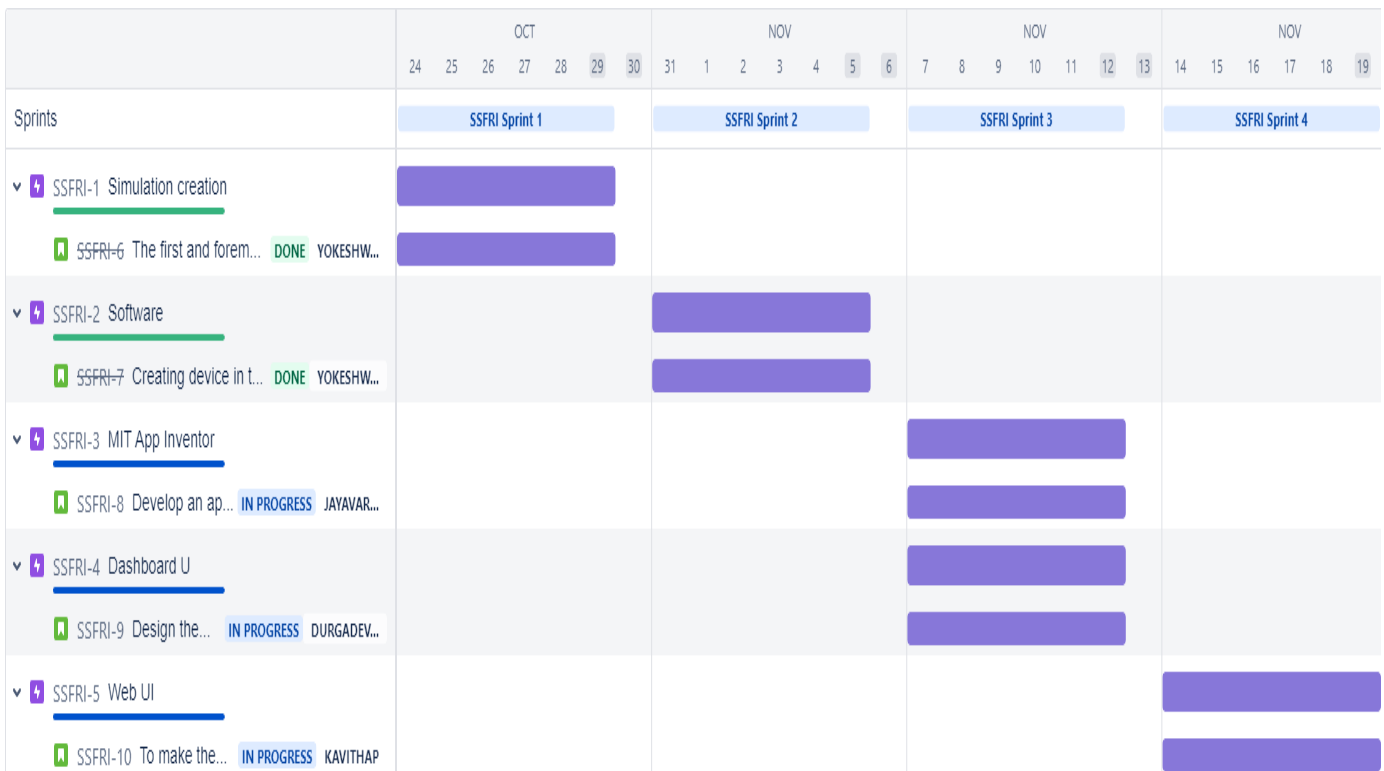 OCT NOV NOV NOV
24 25 26 27 28 29 30 31 1 2 3 4 5 6 7 8 9 10 11 12 13 14 15 16 17 18 19
Sprints SSFRI Sprint 1 SSFRI Sprint 2 SSFRI Sprint 3 SSFRI Sprint 4
SSFRI-1 Simulation creation
SSFRI-6 The first and forem... DONE YOKESHW...
SSFRI-2 Software
SSFRI-7 Creating device in t... DONE YOKESHW...
SSFRI-3 MIT App Inventor
SSFRI-8 Develop an ap... IN PROGRESS JAYAVAR...
SSFRI-4 Dashboard U
SSFRI-9 Design the... IN PROGRESS DURGADEV...
SSFRI-5 Web UI
SSFRI-10 To make the... IN PROGRESS KAVITHAP